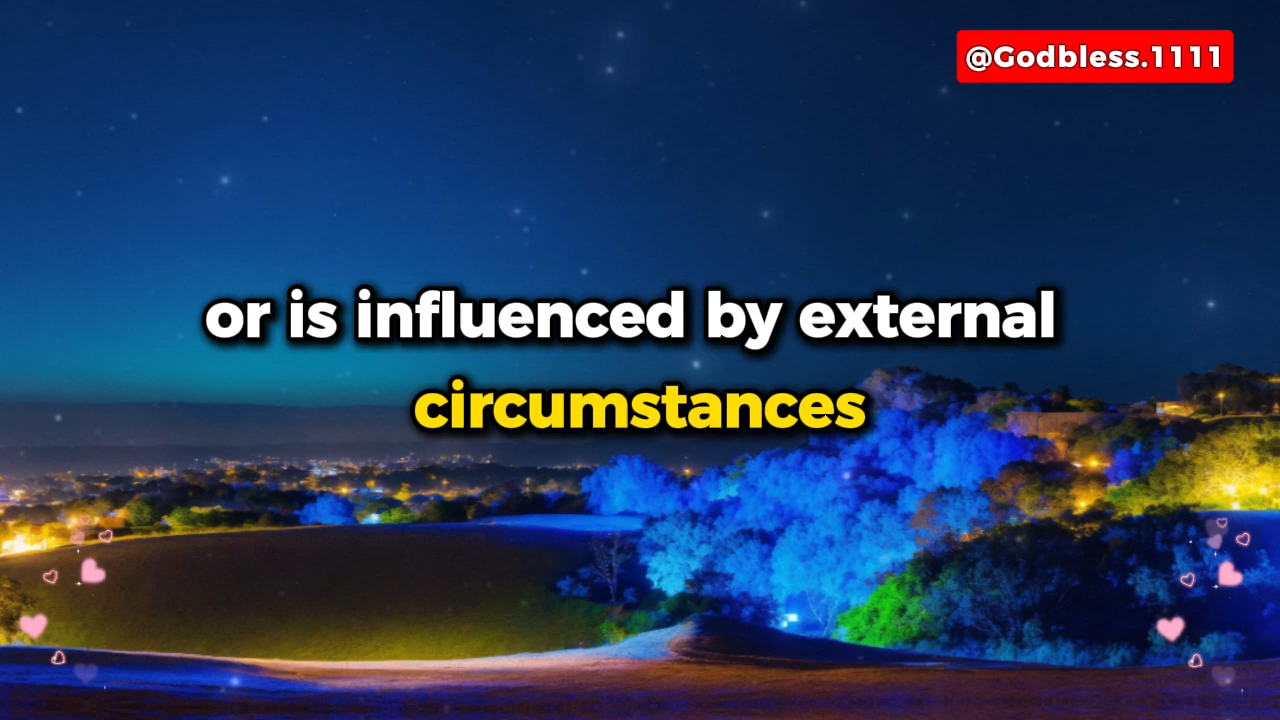 @Godbless.1111
or is influenced by external
circumstances